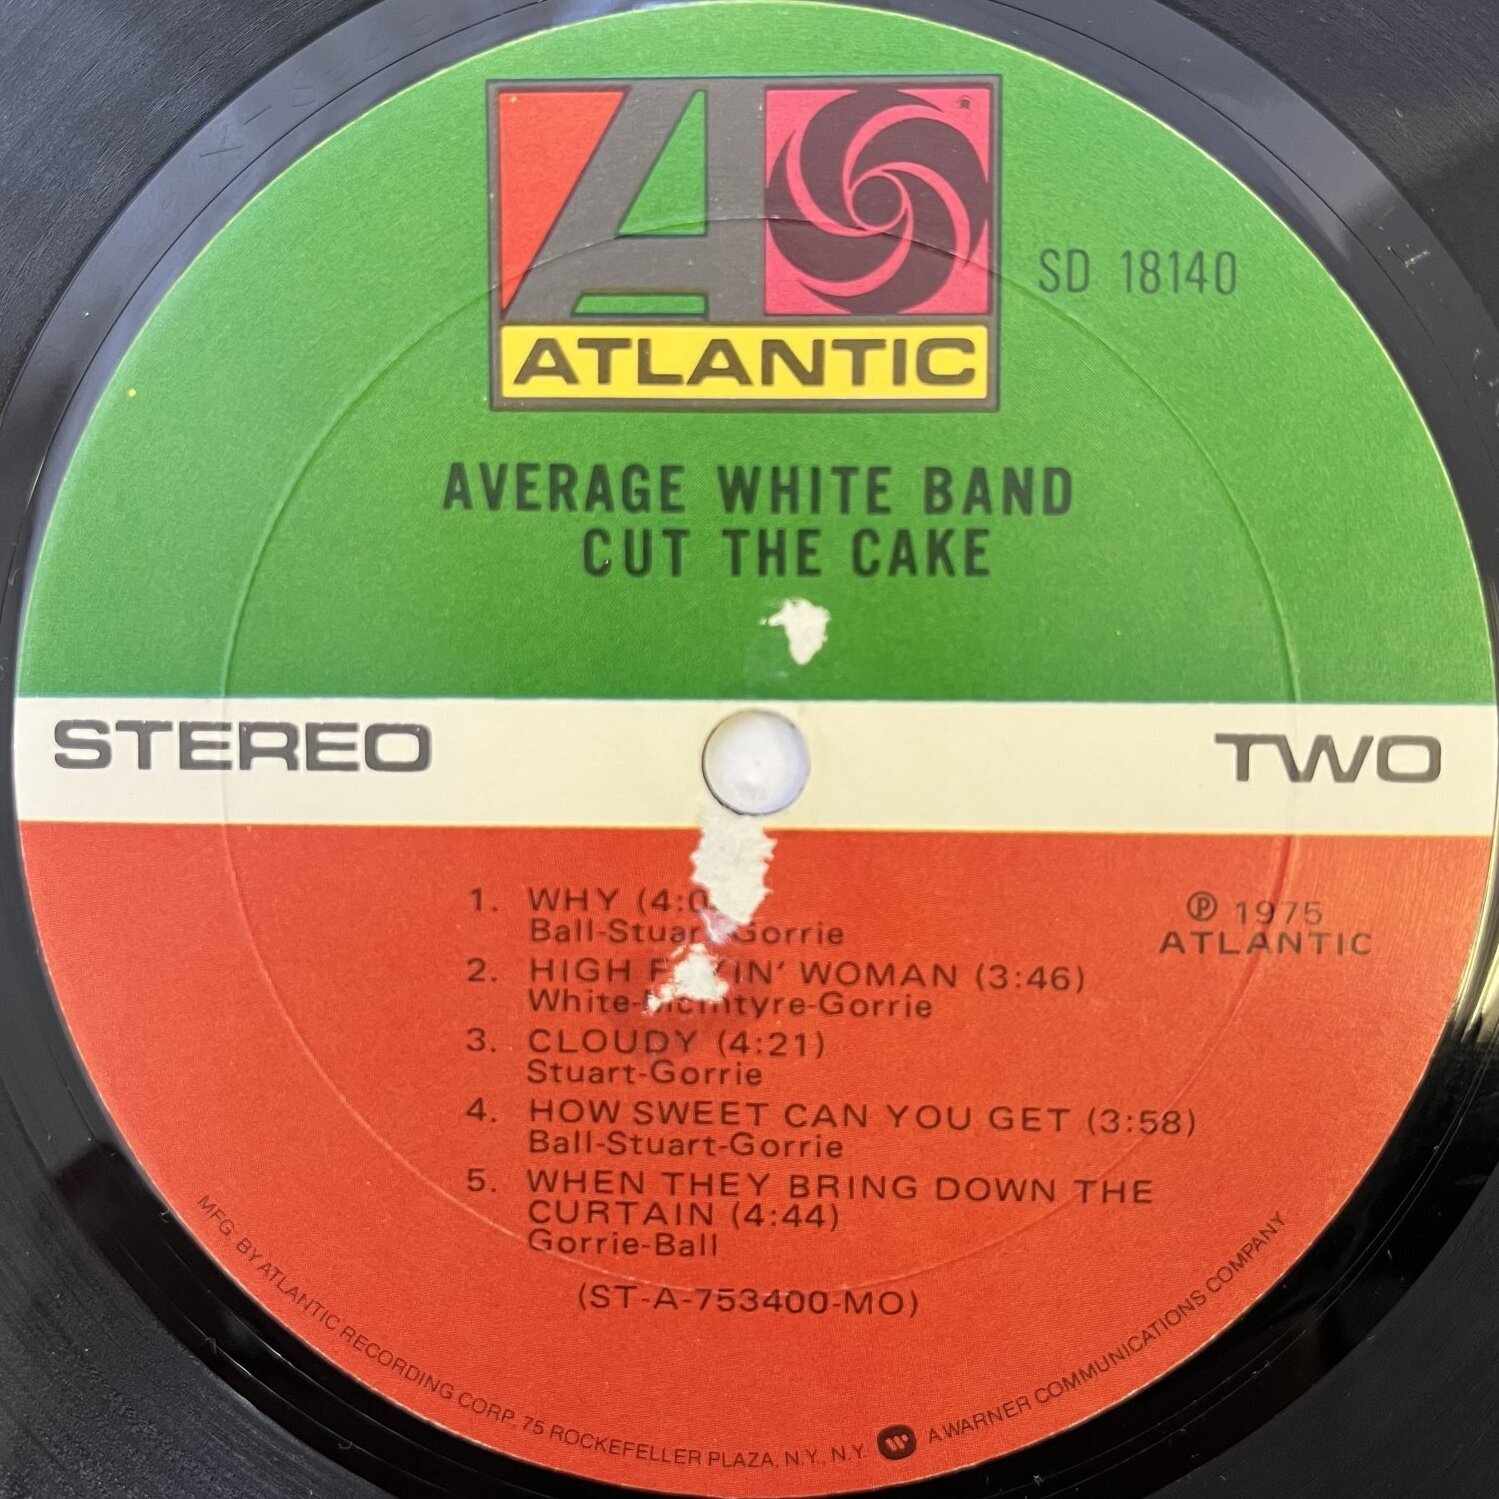 SD 18140
ATLANTIC
AVERAGE WHITE BAND
CUT THE CAKE
STEREO TWO
1. WHY (4:0
Ball-Stuar Gorrie
℗ 1975
ATLANTIC
2. HIGH WOMAN (3:46)
White-McIntyre-Gorrie
3. CLOUDY (4:21)
Stuart-Gorrie
4. HOW SWEET CAN YOU GET (3:58)
Ball-Stuart-Gorrie
5. WHEN THEY BRING DOWN THE
CURTAIN (4:44)
Gorrie-Ball
(ST-A-753400-MO)
MFG. BY ATLANTIC RECORDING CORP., 75 ROCKEFELLER PLAZA, N.Y., N.Y. A WARNER COMMUNICATIONS COMPANY